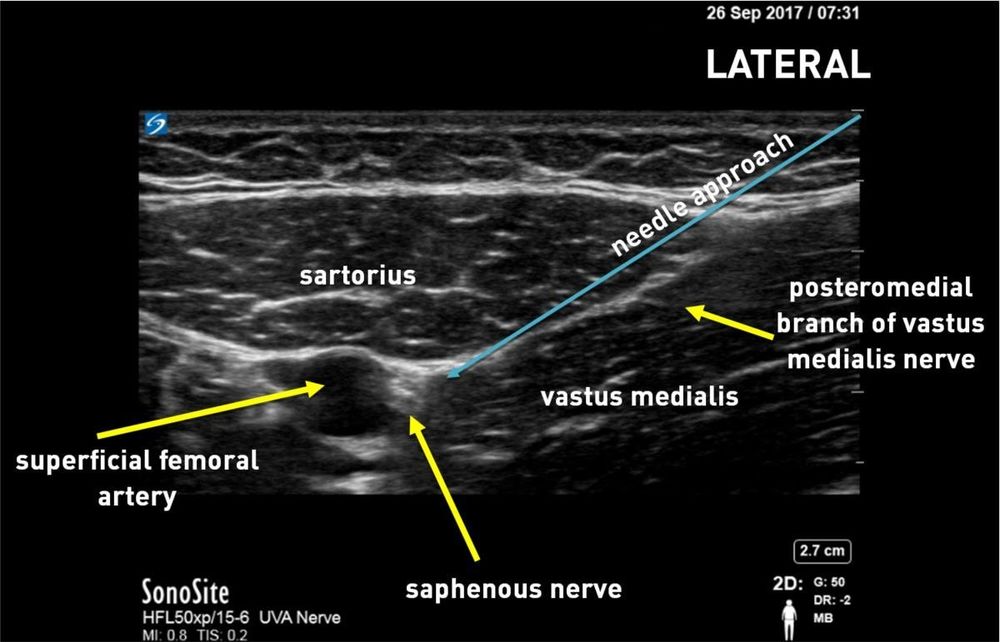 26 Sep 2017 / 07:31
LATERAL
needle approach
sartorius
posteromedial
branch of vastus
medialis nerve
vastus medialis
superficial femoral
artery
saphenous nerve
2.7 cm
SonoSite
HFL50xp/15-6 UVA Nerve
MI: 0.8 TIS: 0.2
2D: G: 50
DR: -2
MB